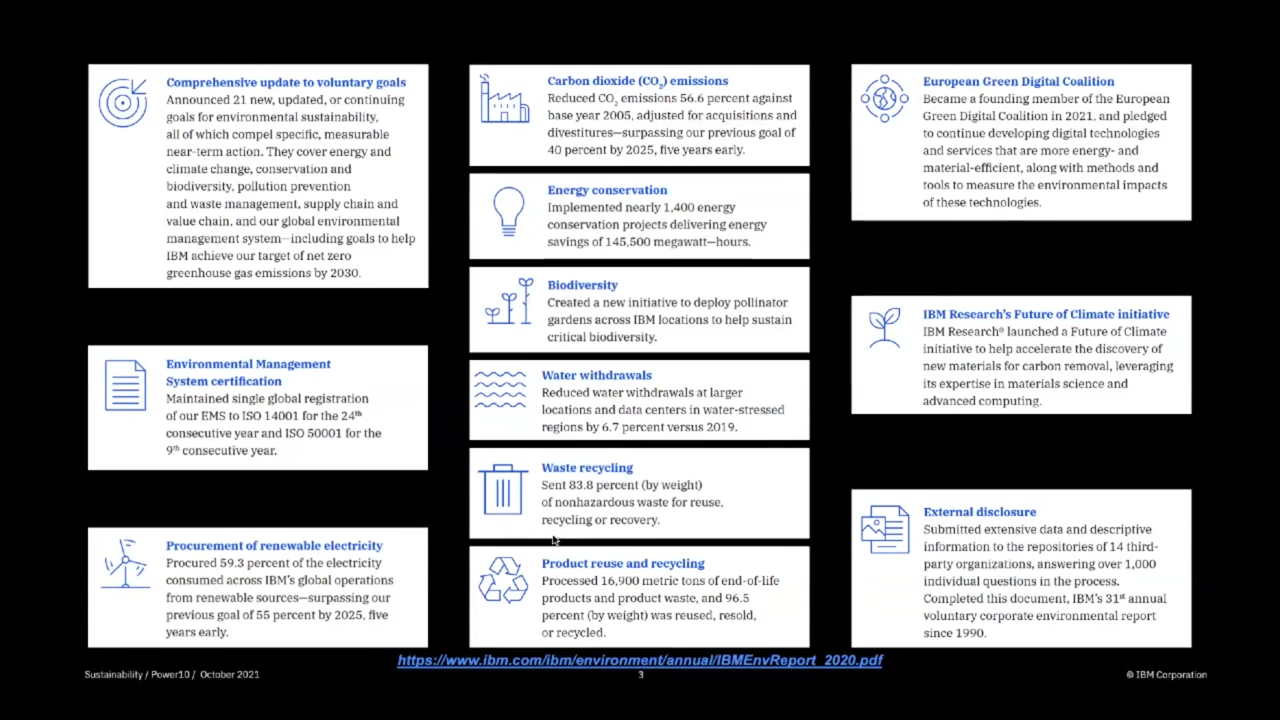 Comprehensive update to voluntary goals
Announced 21 new, updated, or continuing
goals for environmental sustainability,
all of which compel specific, measurable
near-term action. They cover energy and
climate change, conservation and
biodiversity, pollution prevention
and waste management, supply chain and
value chain, and our global environmental
management system—including goals to help
IBM achieve our target of net zero
greenhouse gas emissions by 2030.
Environmental Management
System certification
Maintained single global registration
of our EMS to ISO 14001 for the 24th
consecutive year and ISO 50001 for the
9th consecutive year.
Procurement of renewable electricity
Procured 59.3 percent of the electricity
consumed across IBM's global operations
from renewable sources—surpassing our
previous goal of 55 percent by 2025, five
years early.
Carbon dioxide (CO₂) emissions
Reduced CO₂ emissions 56.6 percent against
base year 2005, adjusted for acquisitions and
divestitures—surpassing our previous goal of
40 percent by 2025, five years early.
Energy conservation
Implemented nearly 1,400 energy
conservation projects delivering energy
savings of 145,500 megawatt—hours.
Biodiversity
Created a new initiative to deploy pollinator
gardens across IBM locations to help sustain
critical biodiversity.
Water withdrawals
Reduced water withdrawals at larger
locations and data centers in water-stressed
regions by 6.7 percent versus 2019.
Waste recycling
Sent 83.8 percent (by weight)
of nonhazardous waste for reuse,
recycling or recovery.
Product reuse and recycling
Processed 16,900 metric tons of end-of-life
products and product waste, and 96.5
percent (by weight) was reused, resold,
or recycled.
European Green Digital Coalition
Became a founding member of the European
Green Digital Coalition in 2021, and pledged
to continue developing digital technologies
and services that are more energy- and
material-efficient, along with methods and
tools to measure the environmental impacts
of these technologies.
IBM Research's Future of Climate initiative
IBM Research® launched a Future of Climate
initiative to help accelerate the discovery of
new materials for carbon removal, leveraging
its expertise in materials science and
advanced computing.
External disclosure
Submitted extensive data and descriptive
information to the repositories of 14 third-
party organizations, answering over 1,000
individual questions in the process.
Completed this document, IBM's 31st annual
voluntary corporate environmental report
since 1990.
https://www.ibm.com/ibm/environment/annual/IBMEnvReport_2020.pdf
Sustainability / Power10 / October 2021
3
© IBM Corporation